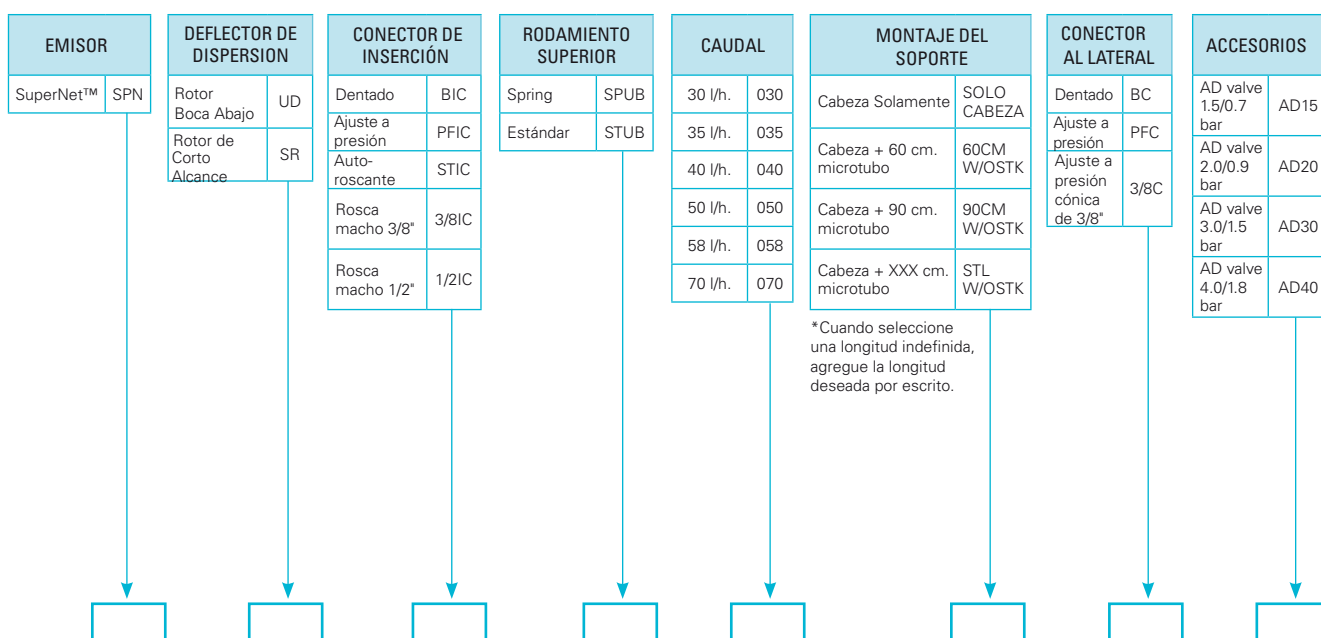 EMISOR
SuperNet™ SPN
DEFLECTOR DE
DISPERSION
Rotor
Boca Abajo
UD
Rotor de
Corto
Alcance
SR
CONECTOR DE
INSERCIÓN
Dentado BIC
Ajuste a
presión
PFIC
Auto-
roscante
STIC
Rosca
macho 3/8"
3/8IC
Rosca
macho 1/2"
1/2IC
RODAMIENTO
SUPERIOR
Spring SPUB
Estándar STUB
CAUDAL
30 l/h. 030
35 l/h. 035
40 l/h. 040
50 l/h. 050
58 l/h. 058
70 l/h. 070
MONTAJE DEL
SOPORTE
Cabeza Solamente
SOLO
CABEZA
Cabeza + 60 cm.
microtubo
60CM
W/OSTK
Cabeza + 90 cm.
microtubo
90CM
W/OSTK
Cabeza + XXX cm.
microtubo
STL
W/OSTK
*Cuando seleccione
una longitud indefinida,
agregue la longitud
deseada por escrito.
CONECTOR
AL LATERAL
Dentado BC
Ajuste a
presión
PFC
Ajuste a
presión
cónica
de 3/8"
3/8C
ACCESORIOS
AD valve
1.5/0.7
bar
AD15
AD valve
2.0/0.9
bar
AD20
AD valve
3.0/1.5
bar
AD30
AD valve
4.0/1.8
bar
AD40